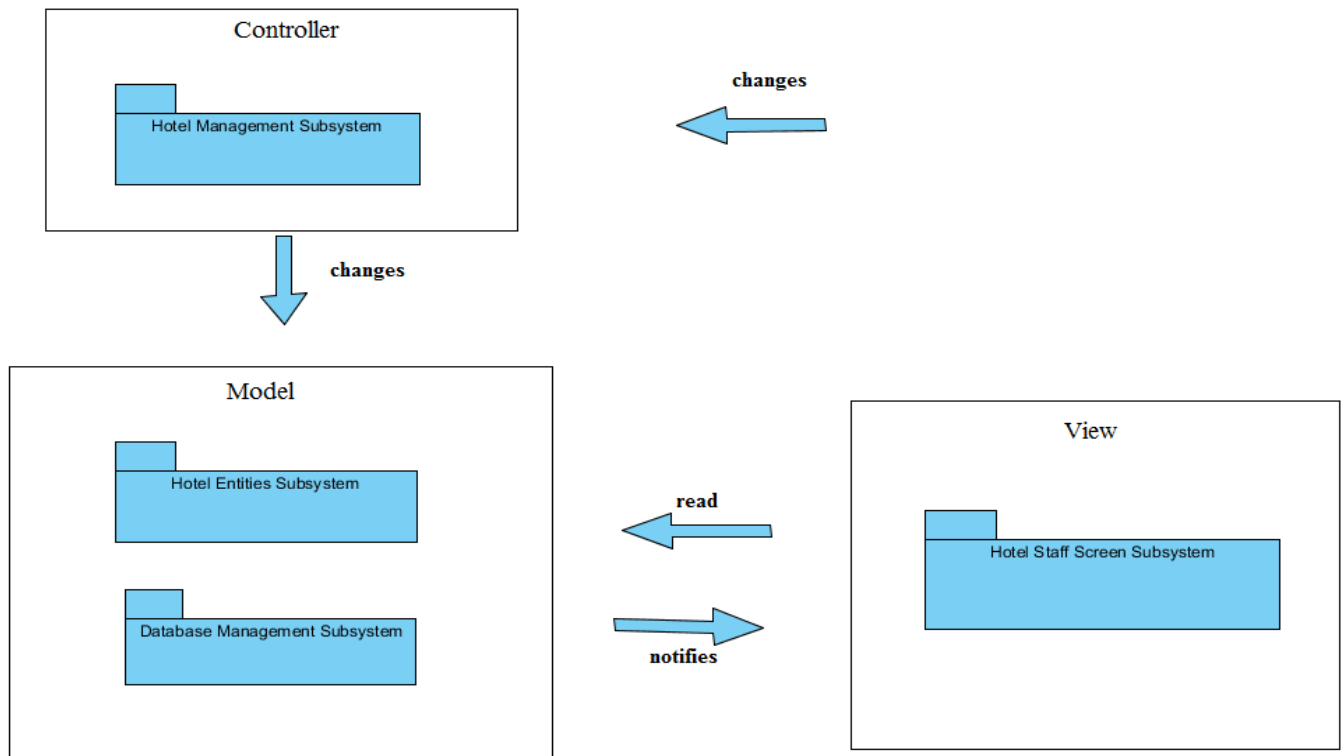 Controller
Hotel Management Subsystem
changes
changes
Model
Hotel Entities Subsystem
Database Management Subsystem
read
notifies
View
Hotel Staff Screen Subsystem